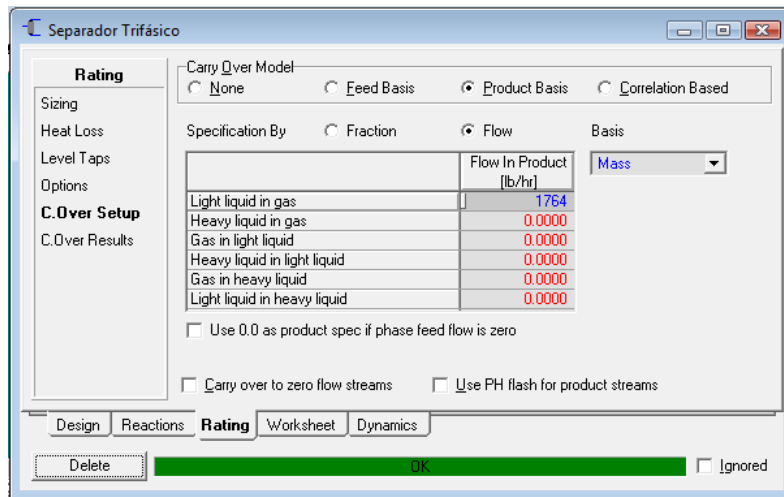 Separador Trifásico
Rating
Sizing
Heat Loss
Level Taps
Options
C.Over Setup
C.Over Results
Carry Over Model
None Feed Basis Product Basis Correlation Based
Specification By Fraction Flow Basis
Mass
Flow In Product
[lb/hr]
Light liquid in gas 1764
Heavy liquid in gas 0.0000
Gas in light liquid 0.0000
Heavy liquid in light liquid 0.0000
Gas in heavy liquid 0.0000
Light liquid in heavy liquid 0.0000
Use 0.0 as product spec if phase feed flow is zero
Carry over to zero flow streams Use PH flash for product streams
Design Reactions Rating Worksheet Dynamics
Delete OK Ignored